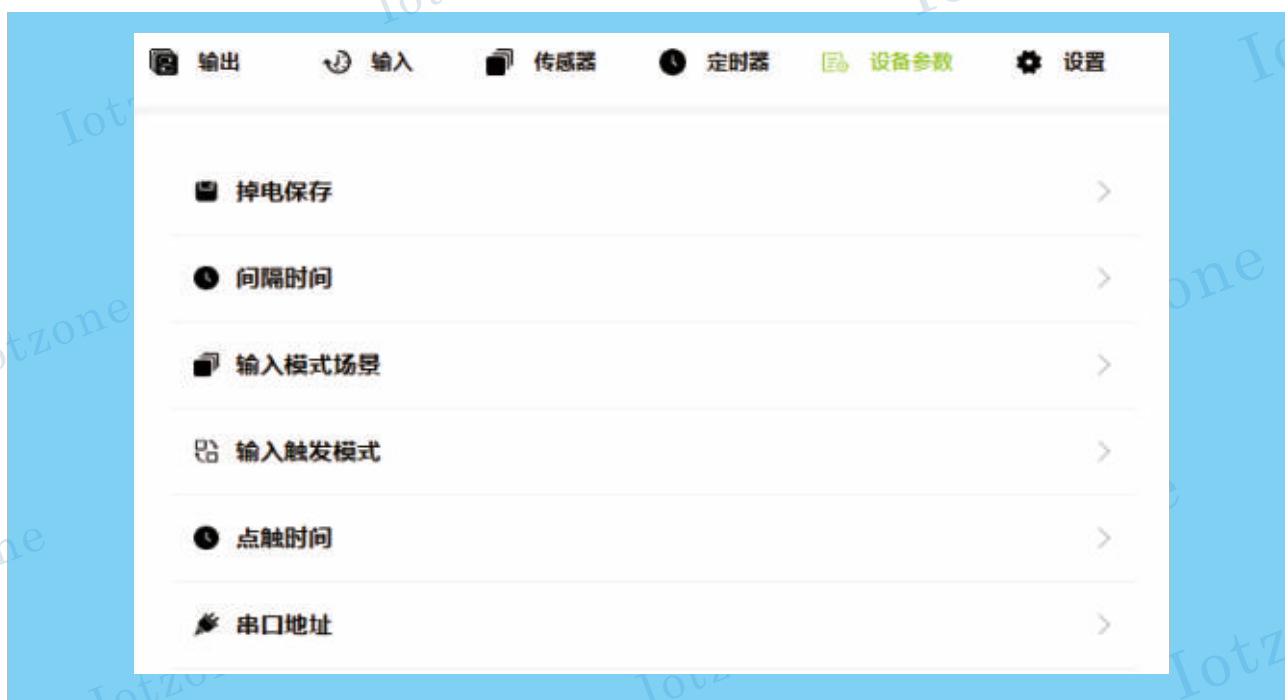 Iotzone
输出 输入 传感器 定时器 设备参数 设置
掉电保存
间隔时间
输入模式场景
输入触发模式
点触时间
串口地址